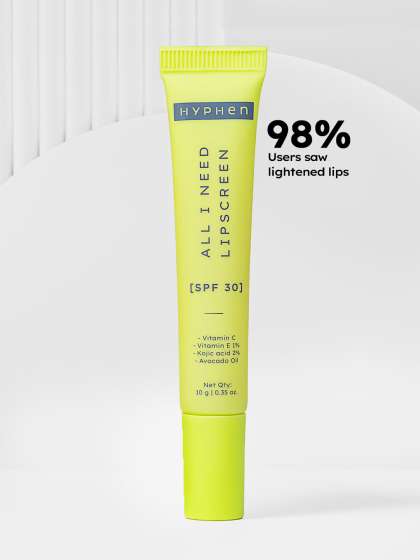 HYPHEN
ALL I NEED
LIPSCREEN
[SPF 30]
- Vitamin C
- Vitamin E 1%
- Kojic acid 2%
- Avocado Oil
Net Qty:
10 g | 0.35 oz.
98%
Users saw
lightened lips